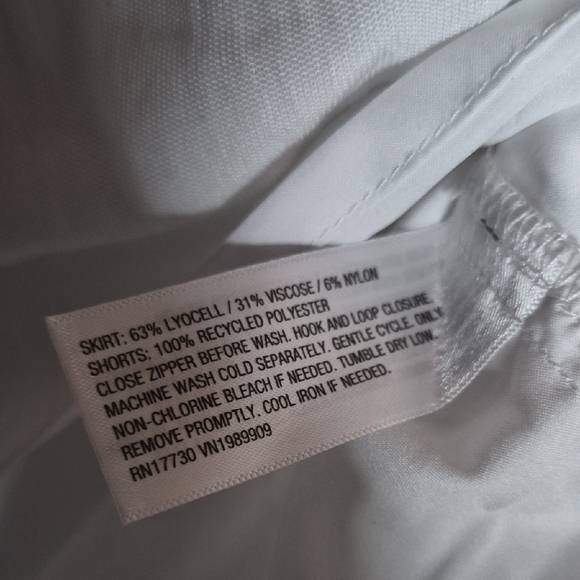 SKIRT: 63% LYOCELL / 31% VISCOSE / 6% NYLON
SHORTS: 100% RECYCLED POLYESTER
CLOSE ZIPPER BEFORE WASH. HOOK AND LOOP CLOSURE.
MACHINE WASH COLD SEPARATELY. GENTLE CYCLE. ONLY
NON-CHLORINE BLEACH IF NEEDED. TUMBLE DRY LOW.
REMOVE PROMPTLY. COOL IRON IF NEEDED.
RN17730 VN1989909